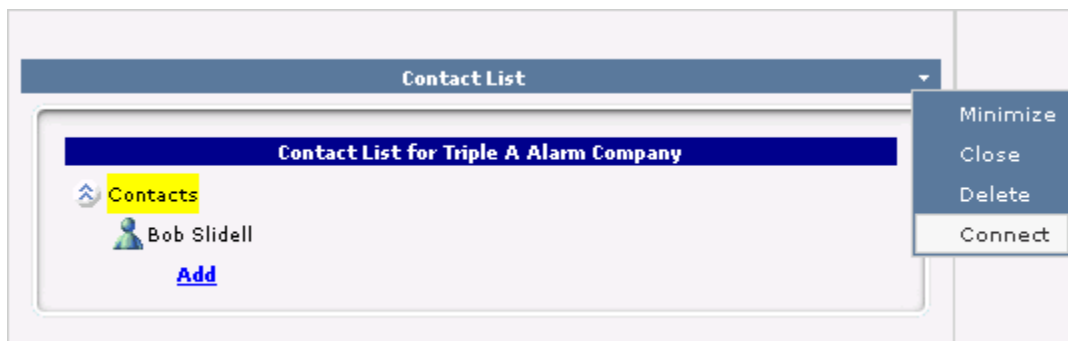 Contact List
Minimize
Contact List for Triple A Alarm Company
Close
Contacts
Delete
Bob Slidell
Connect
Add